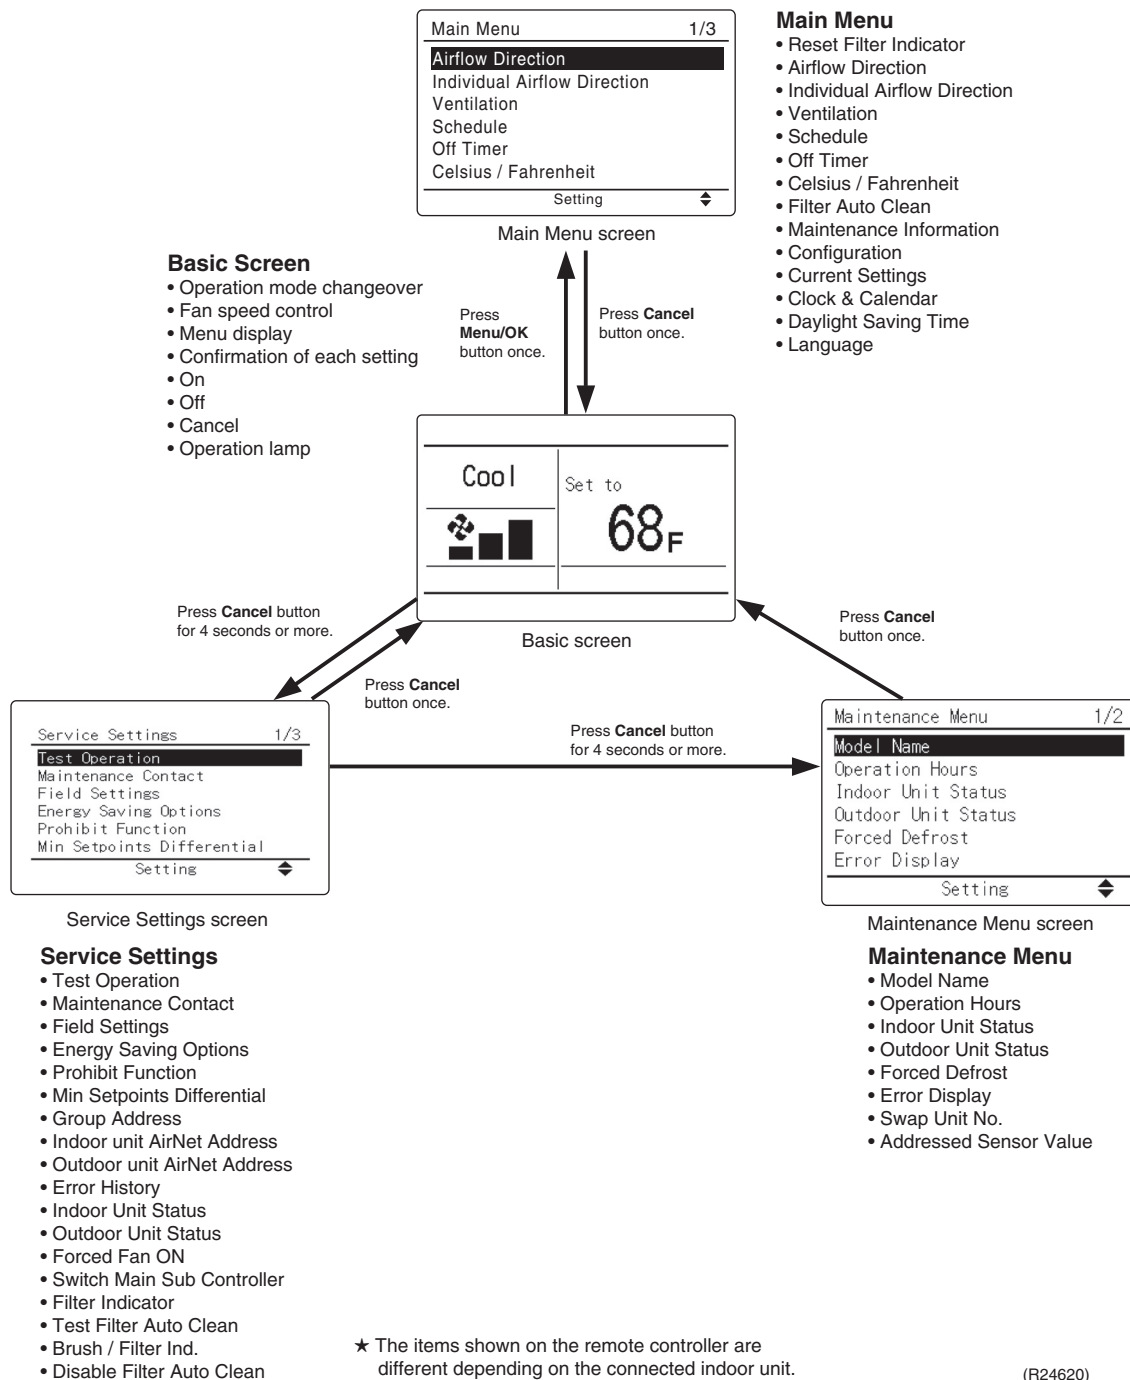 Main Menu 1/3
Airflow Direction
Individual Airflow Direction
Ventilation
Schedule
Off Timer
Celsius / Fahrenheit
Setting
Main Menu screen
Main Menu
• Reset Filter Indicator
• Airflow Direction
• Individual Airflow Direction
• Ventilation
• Schedule
• Off Timer
• Celsius / Fahrenheit
• Filter Auto Clean
• Maintenance Information
• Configuration
• Current Settings
• Clock & Calendar
• Daylight Saving Time
• Language
Basic Screen
• Operation mode changeover
• Fan speed control
• Menu display
• Confirmation of each setting
• On
• Off
• Cancel
• Operation lamp
Press
Menu/OK
button once.
Press Cancel
button once.
Cool
Set to
68F
Basic screen
Press Cancel button
for 4 seconds or more.
Press Cancel
button once.
Press Cancel
button once.
Press Cancel button
for 4 seconds or more.
Service Settings 1/3
Test Operation
Maintenance Contact
Field Settings
Energy Saving Options
Prohibit Function
Min Setpoints Differential
Setting
Service Settings screen
Maintenance Menu 1/2
Model Name
Operation Hours
Indoor Unit Status
Outdoor Unit Status
Forced Defrost
Error Display
Setting
Maintenance Menu screen
Service Settings
• Test Operation
• Maintenance Contact
• Field Settings
• Energy Saving Options
• Prohibit Function
• Min Setpoints Differential
• Group Address
• Indoor unit AirNet Address
• Outdoor unit AirNet Address
• Error History
• Indoor Unit Status
• Outdoor Unit Status
• Forced Fan ON
• Switch Main Sub Controller
• Filter Indicator
• Test Filter Auto Clean
• Brush / Filter Ind.
• Disable Filter Auto Clean
Maintenance Menu
• Model Name
• Operation Hours
• Indoor Unit Status
• Outdoor Unit Status
• Forced Defrost
• Error Display
• Swap Unit No.
• Addressed Sensor Value
★ The items shown on the remote controller are
different depending on the connected indoor unit.
(R24620)